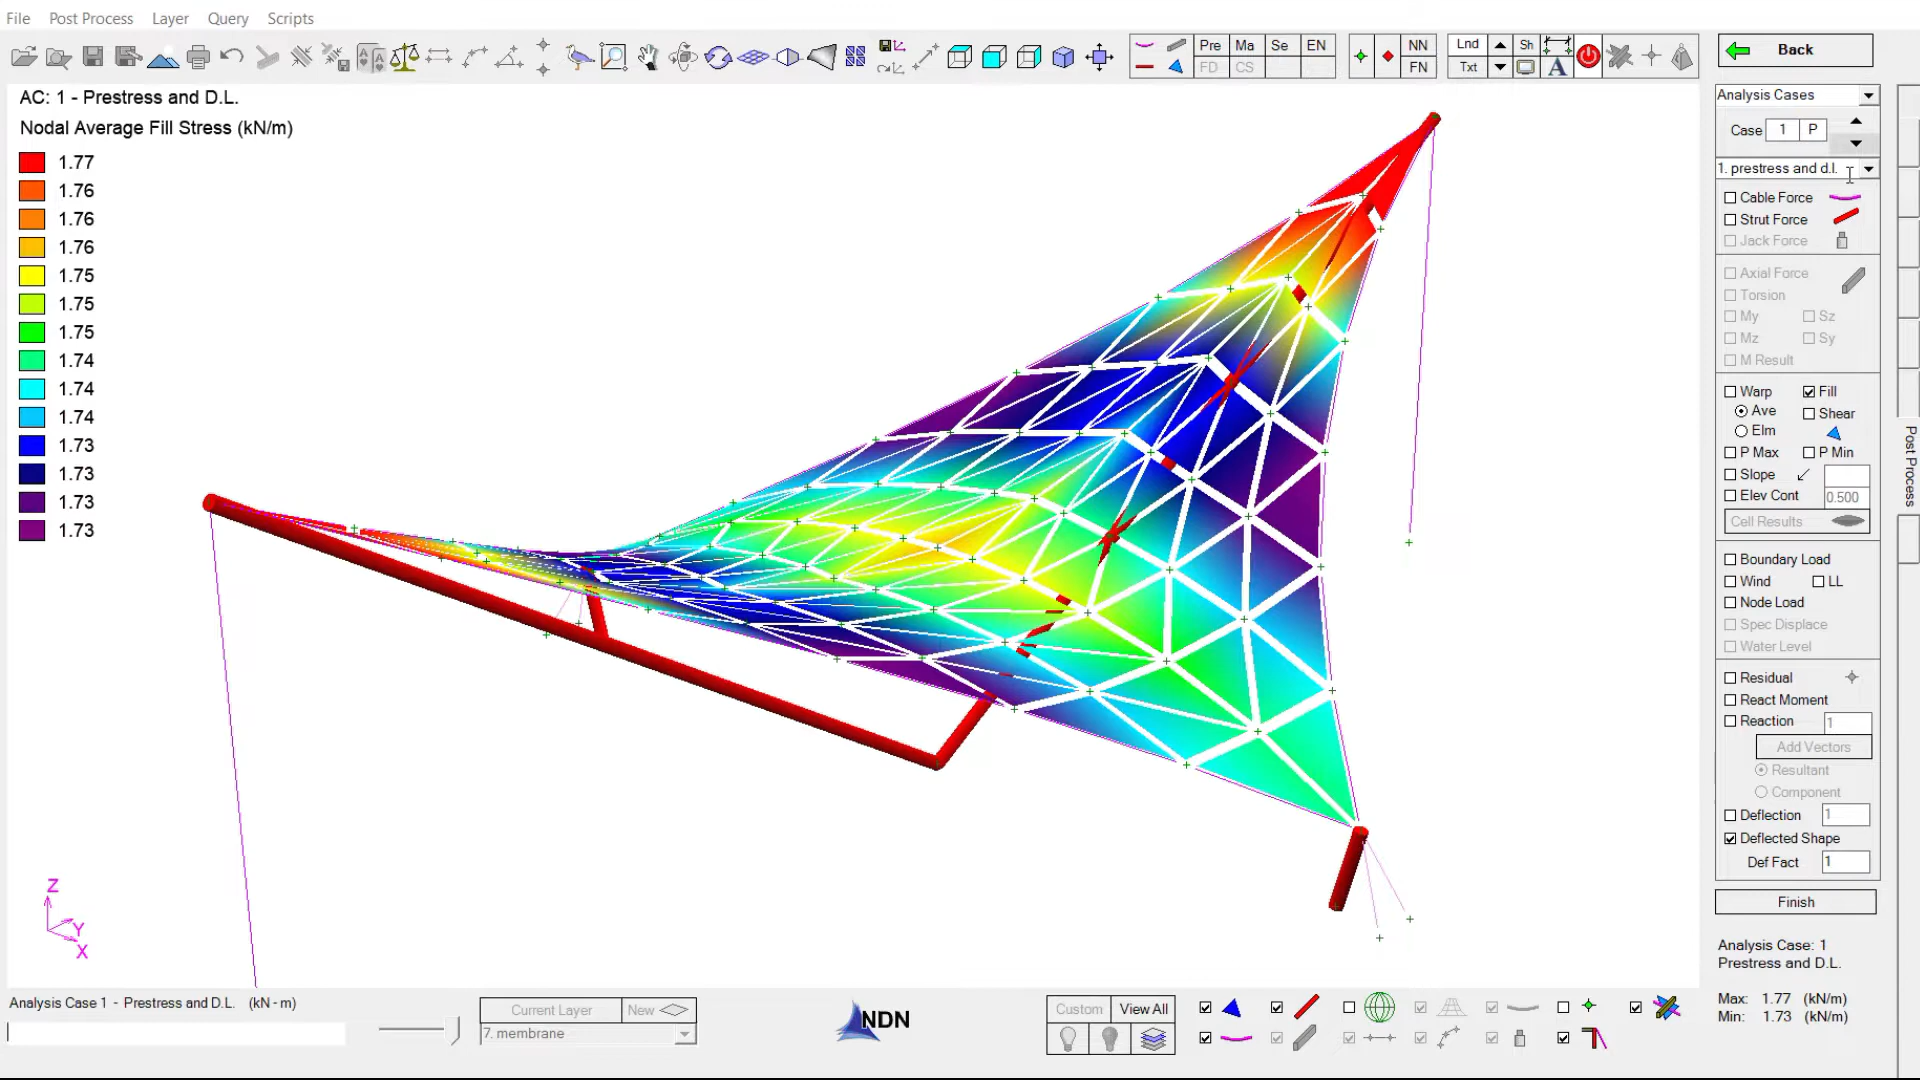 File Post Process Layer Query Scripts
Pre Ma Se EN
FD CS
NN
FN
Lnd Sh
Txt A
Back
AC: 1 - Prestress and D.L.
Nodal Average Fill Stress (kN/m)
1.77
1.76
1.76
1.76
1.75
1.75
1.75
1.74
1.74
1.74
1.73
1.73
1.73
1.73
Z
Y
X
Analysis Cases
Case 1 P
1. prestress and d.l.
Cable Force
Strut Force
Jack Force
Axial Force
Torsion
My Sz
Mz Sy
M Result
Warp Fill
Ave Shear
Elm
P Max P Min
Slope
Elev Cont 0.500
Cell Results
Boundary Load
Wind LL
Node Load
Spec Displace
Water Level
Residual
React Moment
Reaction 1
Add Vectors
Resultant
Component
Deflection 1
Deflected Shape
Def Fact 1
Finish
Post Process
Analysis Case: 1
Prestress and D.L.
Max: 1.77 (kN/m)
Min: 1.73 (kN/m)
Analysis Case 1 - Prestress and D.L. (kN - m)
Current Layer New
7. membrane
NDN
Custom View All